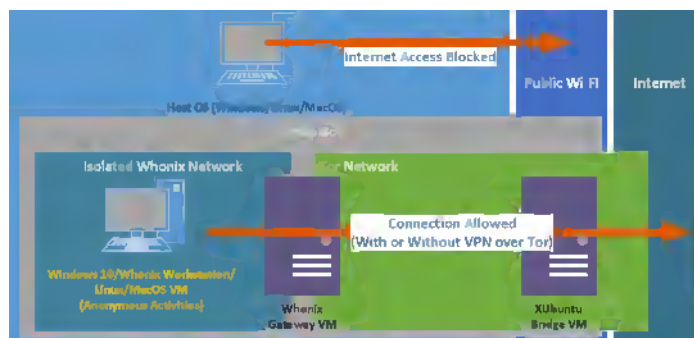 Internet Access Blocked
Public Wi Fi
Internet
Host OS (Windows/Linux/MacOS)
Isolated Whonix Network
Tor Network
Connection Allowed
(With or Without VPN over Tor)
Windows 10/Whonix Workstation/
Linux/MacOS VM
(Anonymous Activities)
Whonix
Gateway VM
XUbuntu
Bridge VM